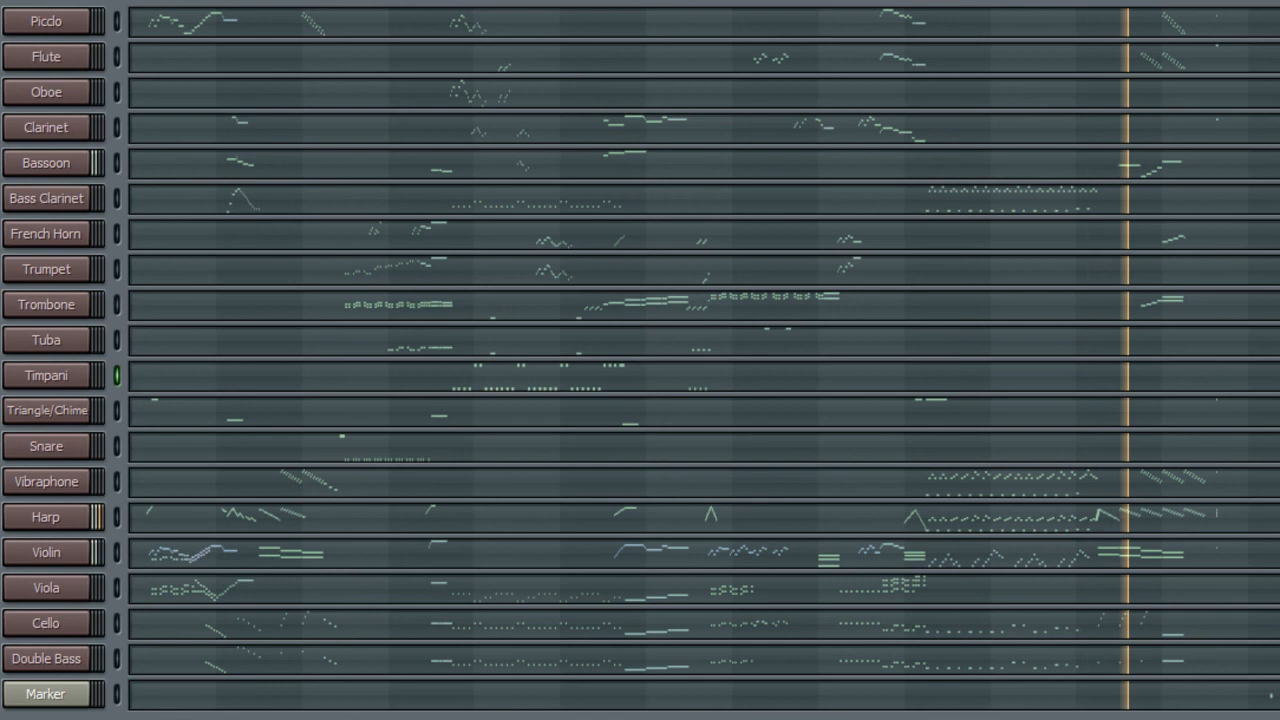 Picclo
Flute
Oboe
Clarinet
Bassoon
Bass Clarinet
French Horn
Trumpet
Trombone
Tuba
Timpani
Triangle/Chime
Snare
Vibraphone
Harp
Violin
Viola
Cello
Double Bass
Marker